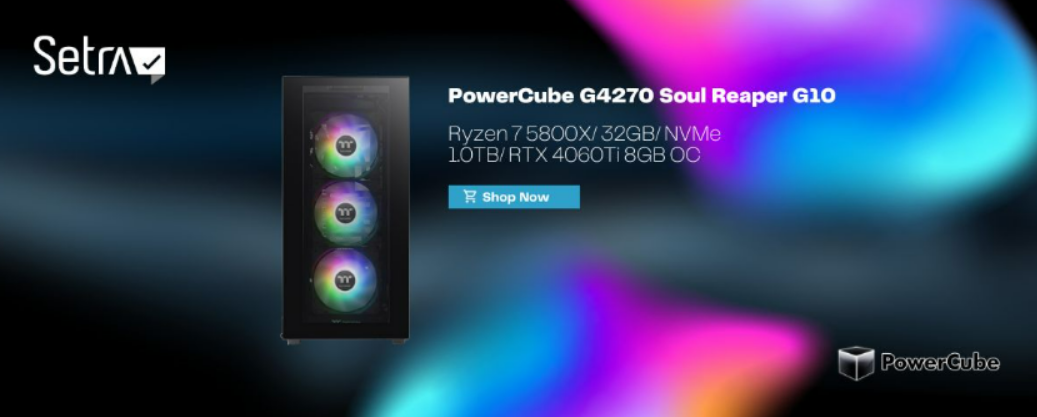 Setra
PowerCube G4270 Soul Reaper G10
Ryzen 7 5800X/ 32GB/ NVMe
1.0TB/ RTX 4060Ti 8GB OC
Shop Now
PowerCube